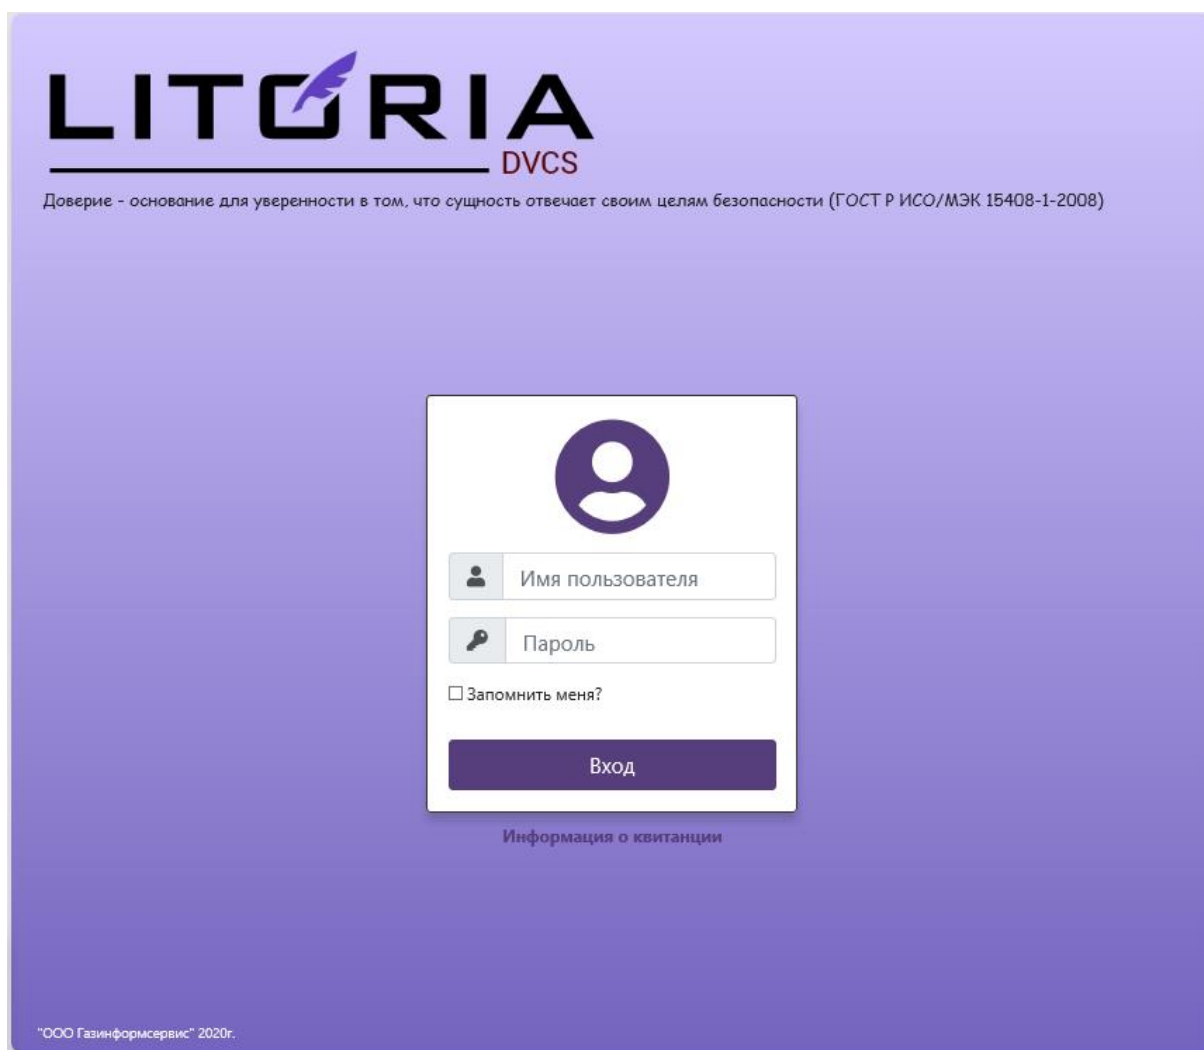 LITORIA
DVCS
Доверие - основание для уверенности в том, что сущность отвечает своим целям безопасности (ГОСТ Р ИСО/МЭК 15408-1-2008)
Имя пользователя
Пароль
Запомнить меня?
Вход
Информация о квитанции
"ООО Газинформсервис" 2020г.